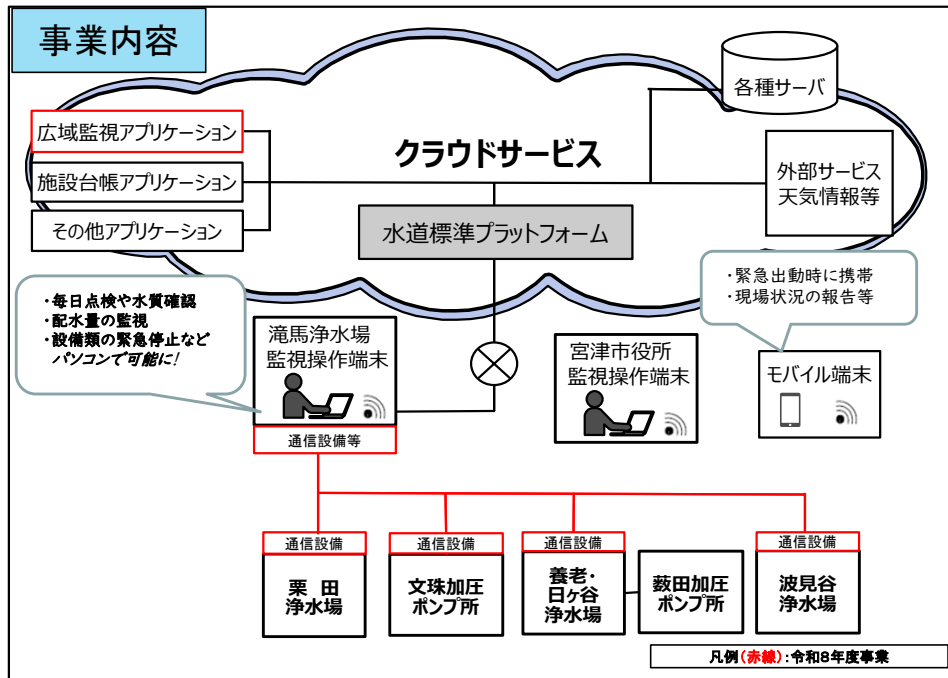 事業内容
各種サーバ
広域監視アプリケーション
クラウドサービス
外部サービス
天気情報等
施設台帳アプリケーション
その他アプリケーション
水道標準プラットフォーム
・緊急出動時に携帯
・現場状況の報告等
・毎日点検や水質確認
・配水量の監視
・設備類の緊急停止など
パソコンで可能に!
滝馬浄水場
監視操作端末
宮津市役所
監視操作端末
モバイル端末
通信設備等
通信設備
通信設備
通信設備
通信設備
栗 田
浄水場
文珠加圧
ポンプ所
養老・
日ヶ谷
浄水場
薮田加圧
ポンプ所
波見谷
浄水場
凡例(赤線):令和8年度事業